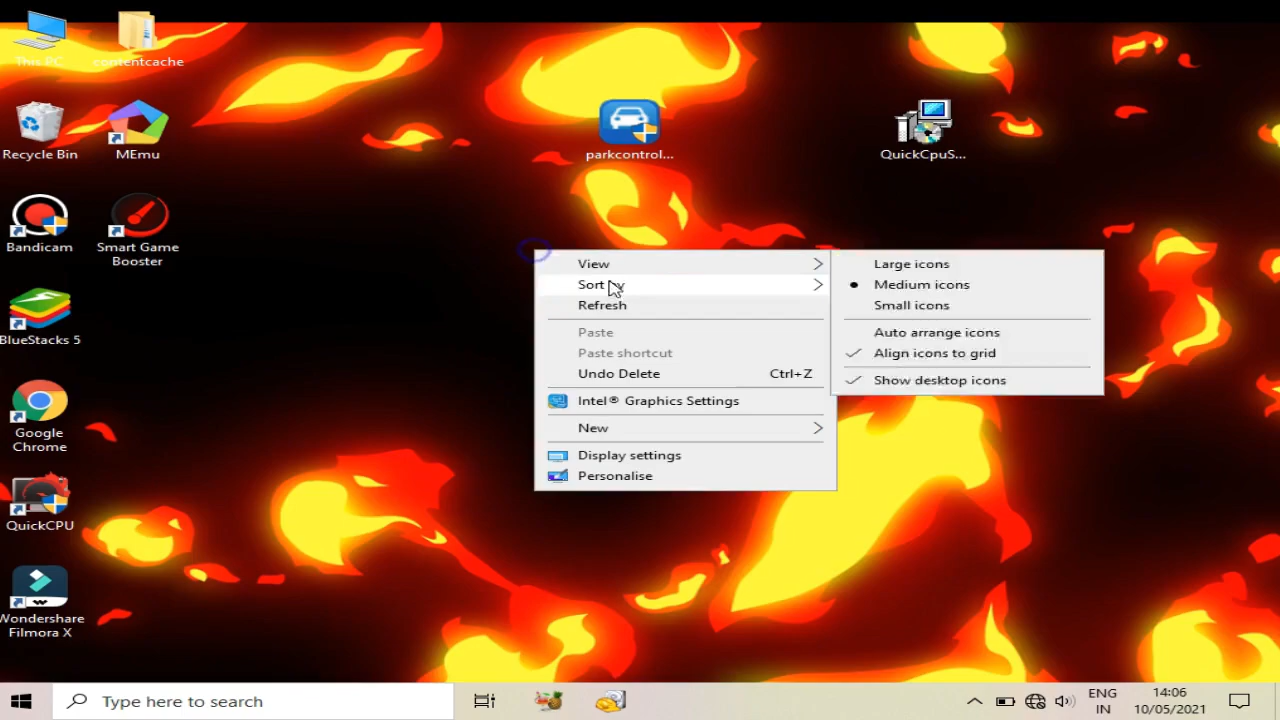 This PC
contentcache
Recycle Bin
MEmu
parkcontrol...
QuickCpuS...
Bandicam
Smart Game
Booster
BlueStacks 5
Google
Chrome
QuickCPU
Wondershare
Filmora X
View
Sort by
Refresh
Paste
Paste shortcut
Undo Delete Ctrl+Z
Intel® Graphics Settings
New
Display settings
Personalise
Large icons
Medium icons
Small icons
Auto arrange icons
Align icons to grid
Show desktop icons
Type here to search
ENG
IN
14:06
10/05/2021